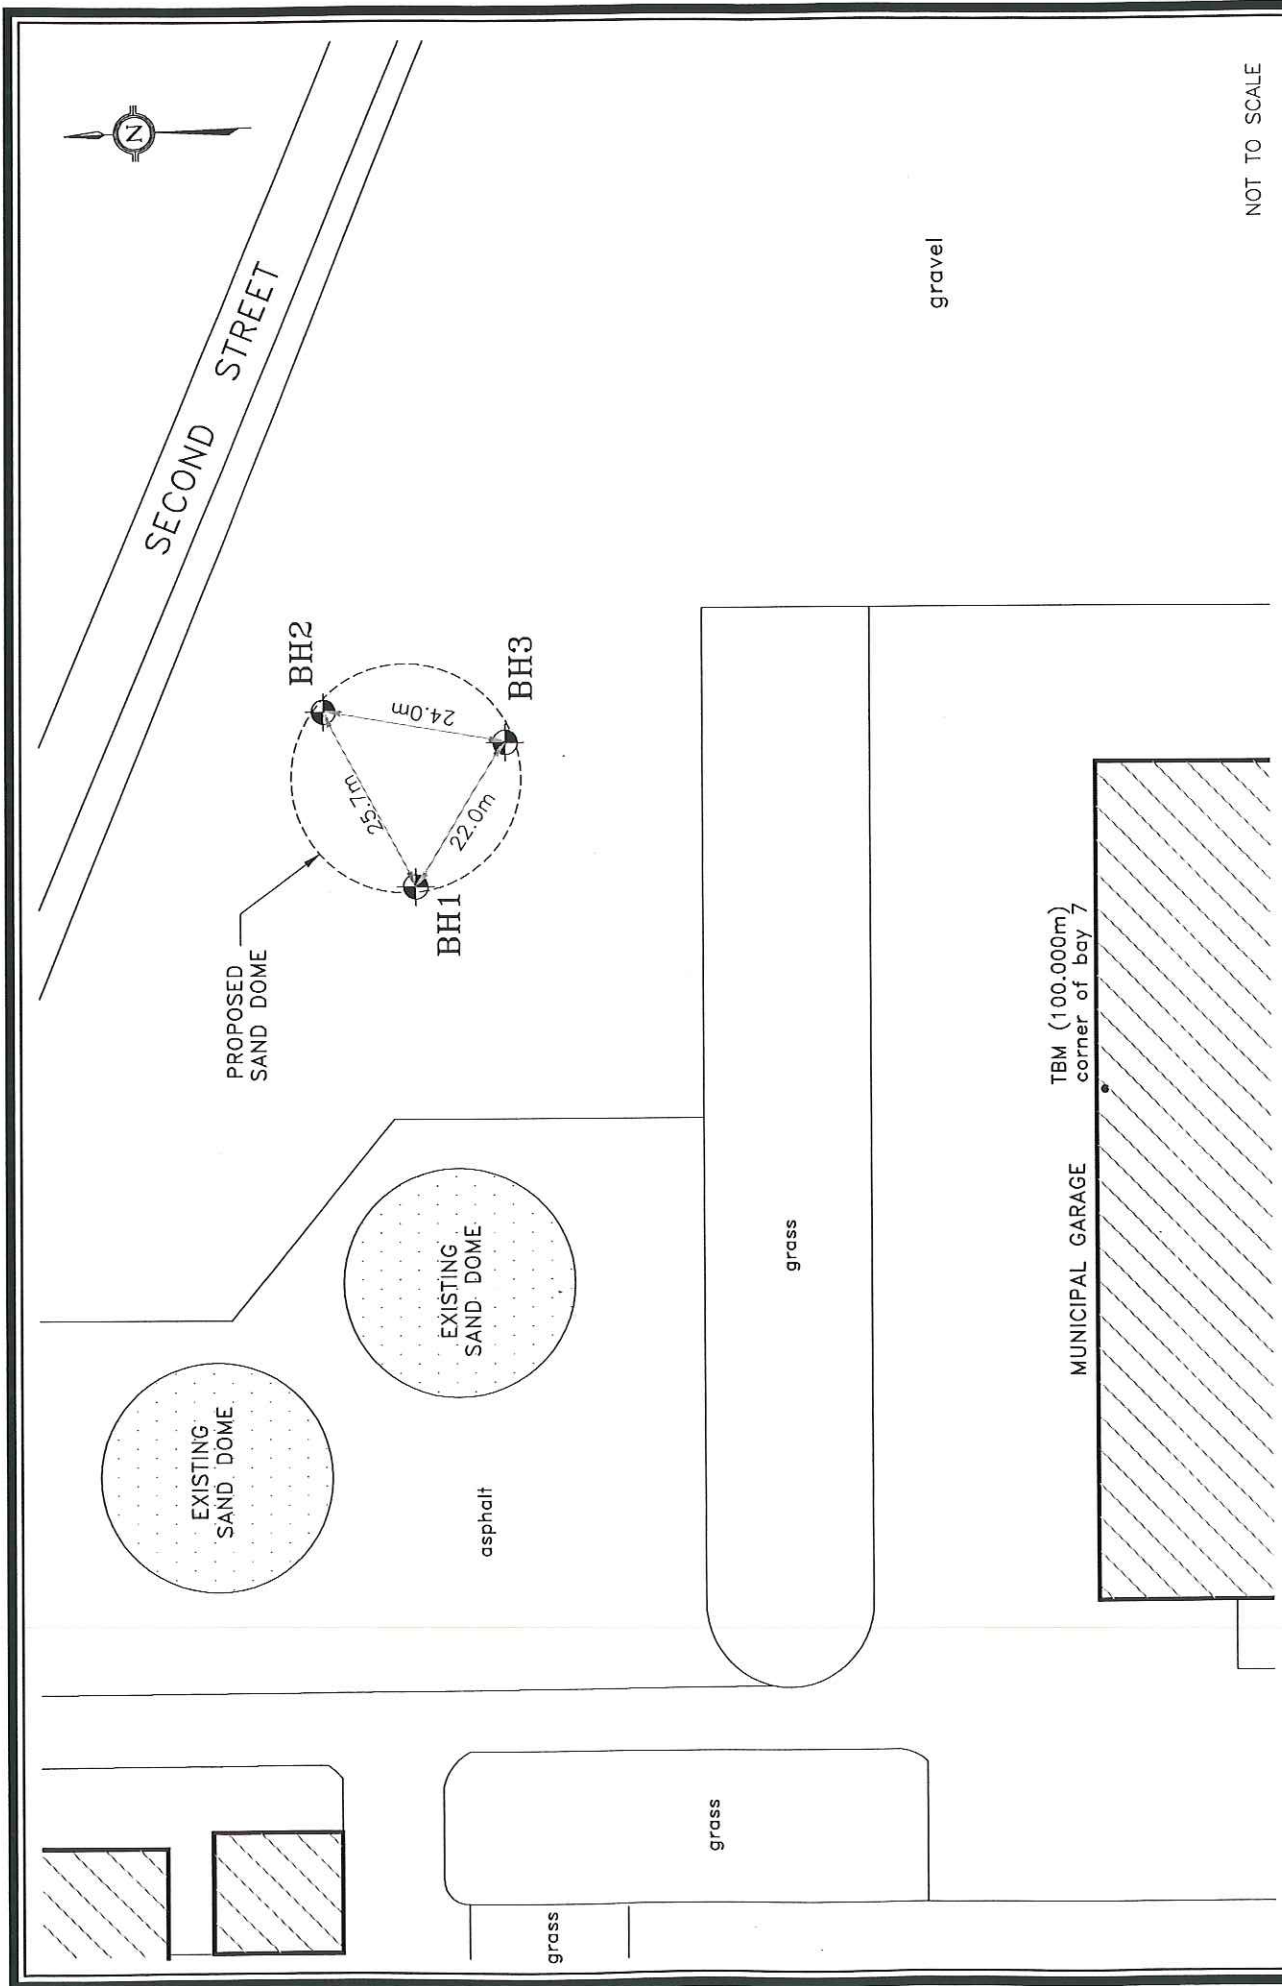 N
SECOND STREET
BH2
BH3
BH1
24.0m
25.7m
22.0m
PROPOSED
SAND DOME
EXISTING
SAND DOME
EXISTING
SAND DOME
asphalt
gravel
grass
grass
grass
TBM (100.000m)
corner of bay 7
MUNICIPAL GARAGE
NOT TO SCALE